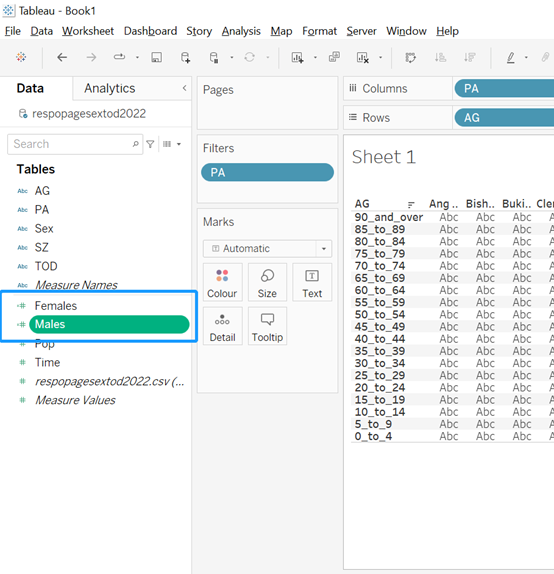 Tableau - Book1
File Data Worksheet Dashboard Story Analysis Map Format Server Window Help
Data Analytics
respopagesextod2022
Search
Tables
Abc AG
Abc PA
Abc Sex
Abc SZ
Abc TOD
Abc Measure Names
=# Females
=# Males
# Pop
# Time
# respopagesextod2022.csv (...
# Measure Values
Pages
Filters
PA
Marks
T Automatic
Colour Size Text
Detail Tooltip
Columns PA
Rows AG
Sheet 1
AG Ang .. Bish.. Buki.. Cle
90_and_over Abc Abc Abc A
85_to_89 Abc Abc Abc A
80_to_84 Abc Abc Abc A
75_to_79 Abc Abc Abc A
70_to_74 Abc Abc Abc A
65_to_69 Abc Abc Abc A
60_to_64 Abc Abc Abc A
55_to_59 Abc Abc Abc A
50_to_54 Abc Abc Abc A
45_to_49 Abc Abc Abc A
40_to_44 Abc Abc Abc A
35_to_39 Abc Abc Abc A
30_to_34 Abc Abc Abc A
25_to_29 Abc Abc Abc A
20_to_24 Abc Abc Abc A
15_to_19 Abc Abc Abc A
10_to_14 Abc Abc Abc A
5_to_9 Abc Abc Abc A
0_to_4 Abc Abc Abc A